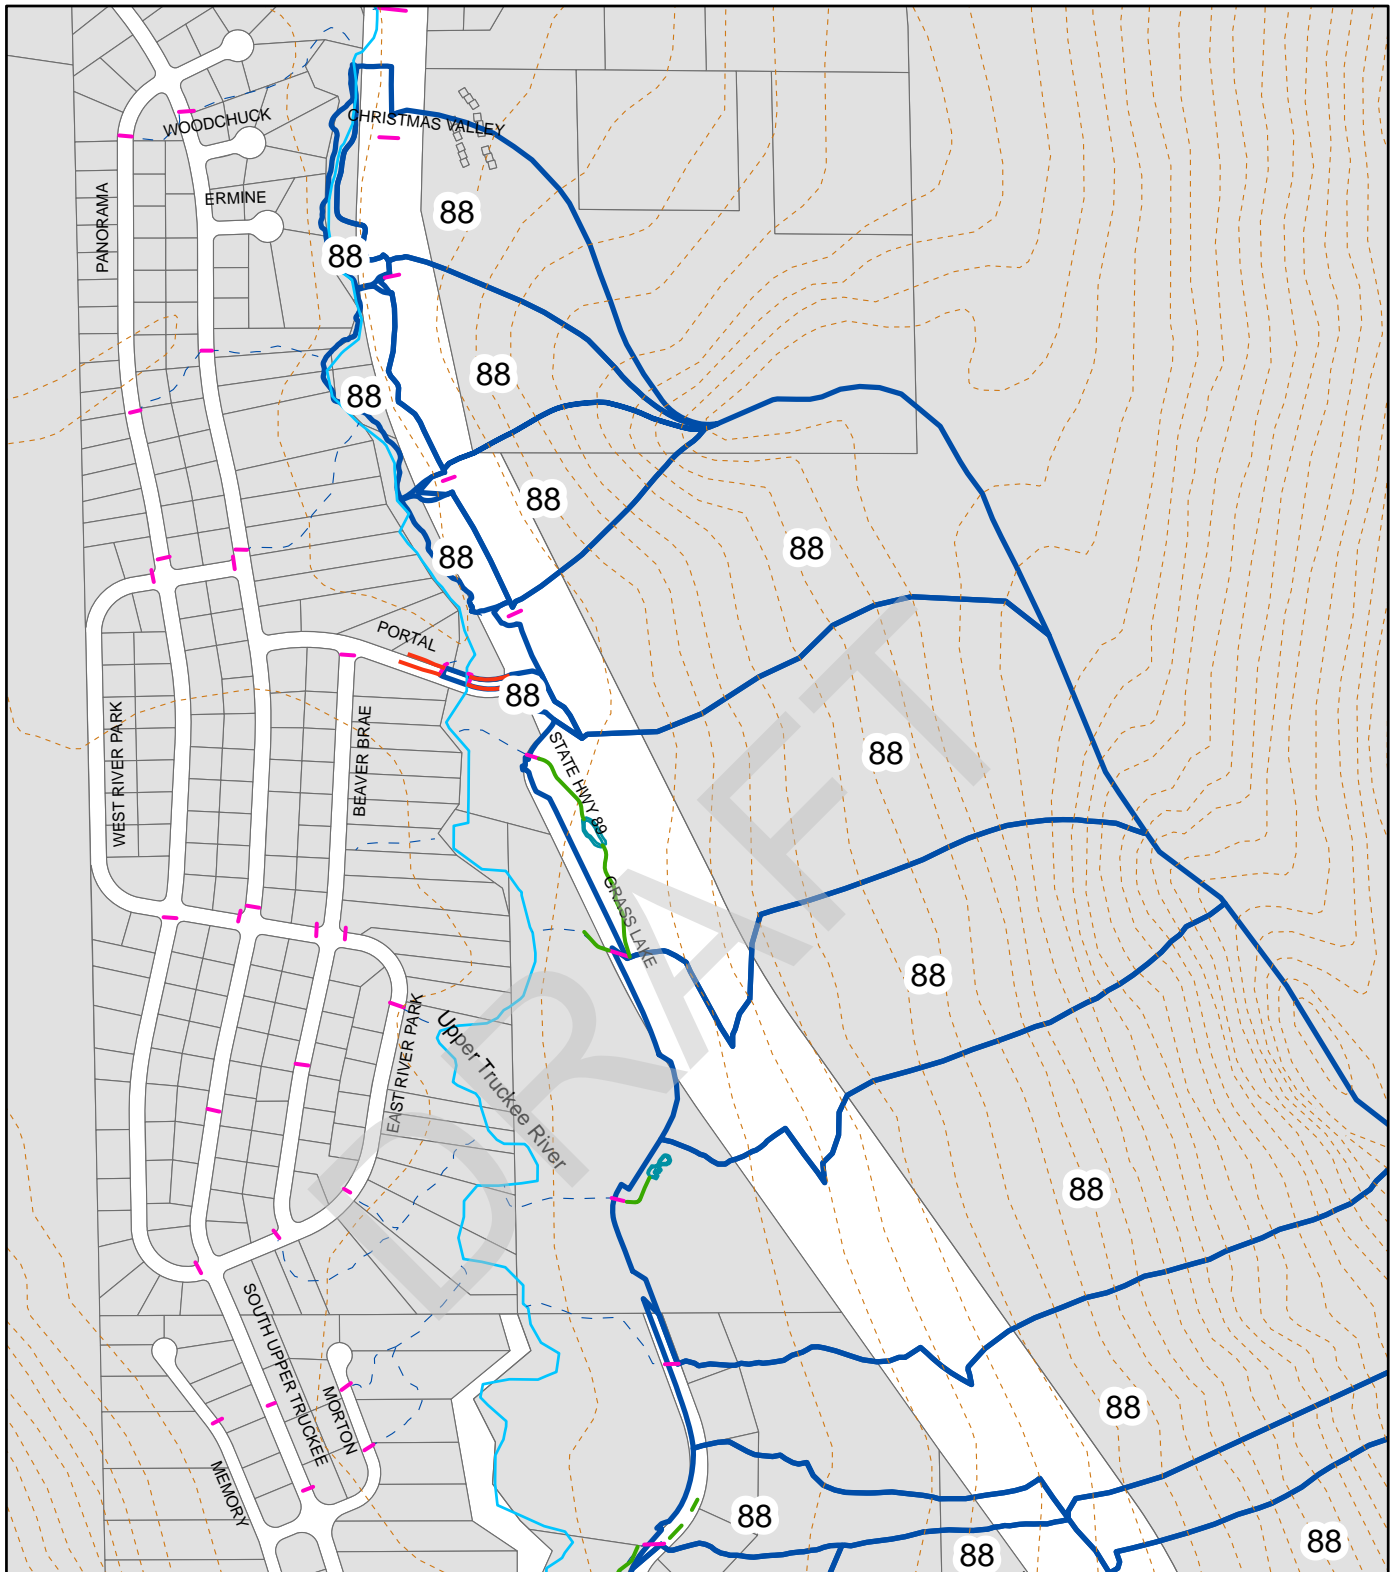 WOODCHUCK
CHRISTMAS VALLEY
ERMINE
PANORAMA
88
88
88
88
88
88
88
PORTAL
88
WEST RIVER PARK
BEAVER BRAE
STATE HWY 89
88
GRASS LAKE
88
EAST RIVER PARK
Upper Truckee River
DRAFT
88
SOUTH UPPER TRUCKEE
MORTON
MEMORY
88
88
88
88